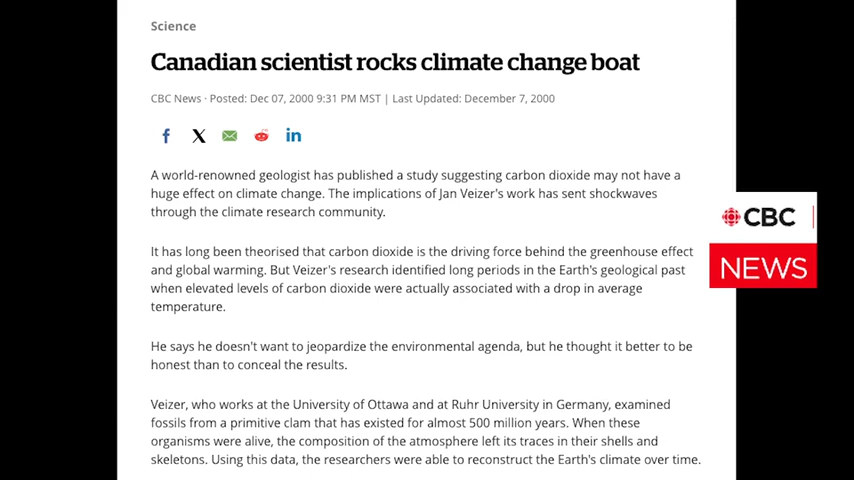 Science
Canadian scientist rocks climate change boat
CBC News · Posted: Dec 07, 2000 9:31 PM MST | Last Updated: December 7, 2000
A world-renowned geologist has published a study suggesting carbon dioxide may not have a
huge effect on climate change. The implications of Jan Veizer's work has sent shockwaves
through the climate research community.
It has long been theorised that carbon dioxide is the driving force behind the greenhouse effect
and global warming. But Veizer's research identified long periods in the Earth's geological past
when elevated levels of carbon dioxide were actually associated with a drop in average
temperature.
He says he doesn't want to jeopardize the environmental agenda, but he thought it better to be
honest than to conceal the results.
Veizer, who works at the University of Ottawa and at Ruhr University in Germany, examined
fossils from a primitive clam that has existed for almost 500 million years. When these
organisms were alive, the composition of the atmosphere left its traces in their shells and
skeletons. Using this data, the researchers were able to reconstruct the Earth's climate over time.
CBC
NEWS